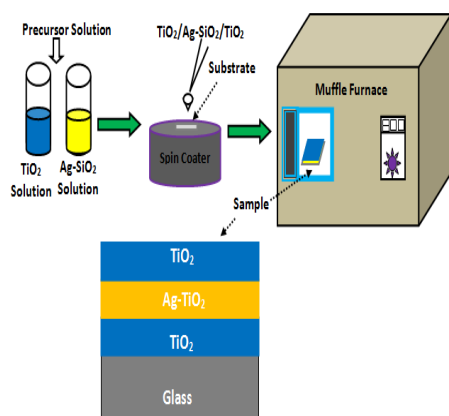 Precursor Solution
TiO₂/Ag-SiO₂/TiO₂
Substrate
Muffle Furnace
Spin Coater
TiO₂
Solution
Ag-SiO₂
Solution
Sample
TiO₂
Ag-TiO₂
TiO₂
Glass